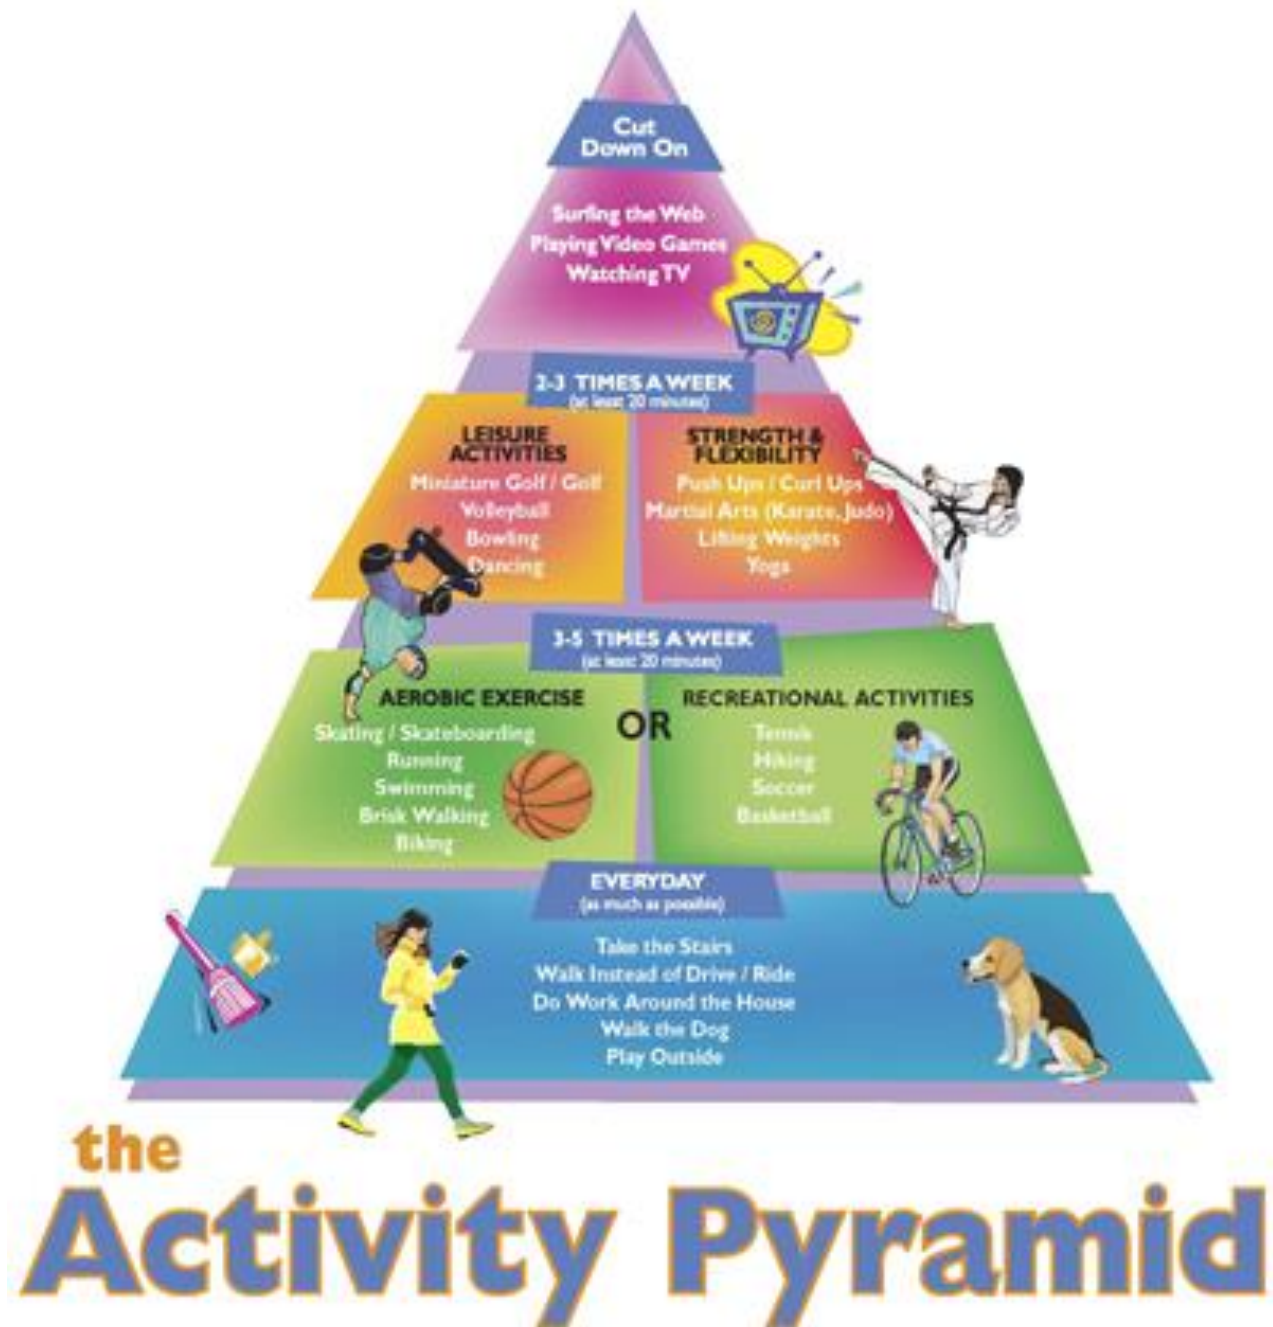 Cut
Down On
Surfing the Web
Playing Video Games
Watching TV
2-3 TIMES A WEEK
(at least 20 minutes)
LEISURE
ACTIVITIES
Miniature Golf / Golf
Volleyball
Bowling
Dancing
STRENGTH &
FLEXIBILITY
Push Ups / Curl Ups
Martial Arts (Karate, Judo)
Lifting Weights
Yoga
3-5 TIMES A WEEK
(at least 20 minutes)
AEROBIC EXERCISE
Skating / Skateboarding
Running
Swimming
Brisk Walking
Biking
OR
RECREATIONAL ACTIVITIES
Tennis
Hiking
Soccer
Basketball
EVERYDAY
(as much as possible)
Take the Stairs
Walk Instead of Drive / Ride
Do Work Around the House
Walk the Dog
Play Outside
the
Activity Pyramid